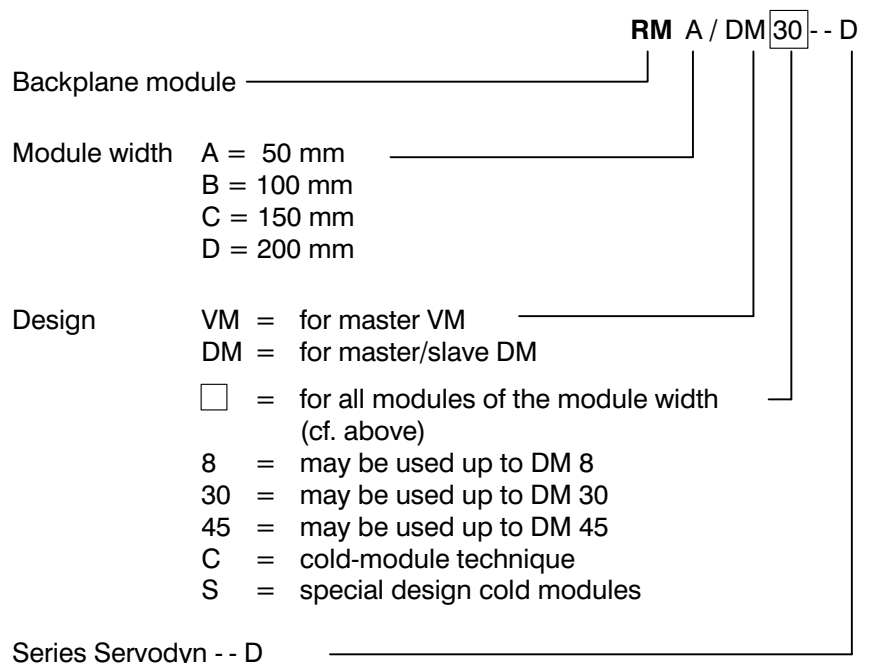 RM A / DM 30 - - D
Backplane module
Module width A = 50 mm
B = 100 mm
C = 150 mm
D = 200 mm
Design VM = for master VM
DM = for master/slave DM
= for all modules of the module width
(cf. above)
8 = may be used up to DM 8
30 = may be used up to DM 30
45 = may be used up to DM 45
C = cold-module technique
S = special design cold modules
Series Servodyn - - D